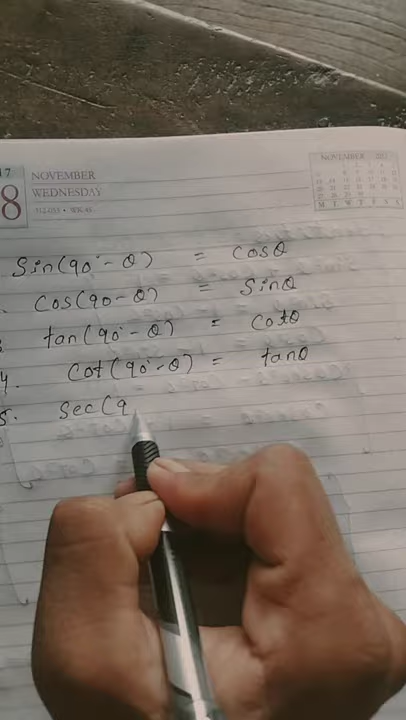 17 NOVEMBER
8 WEDNESDAY
NOVEMBER
Sin(90°-θ) = Cosθ
Cos(90-θ) = Sinθ
tan(90°-θ) = Cotθ
4. Cot(90°-θ) = tanθ
5. Sec(9